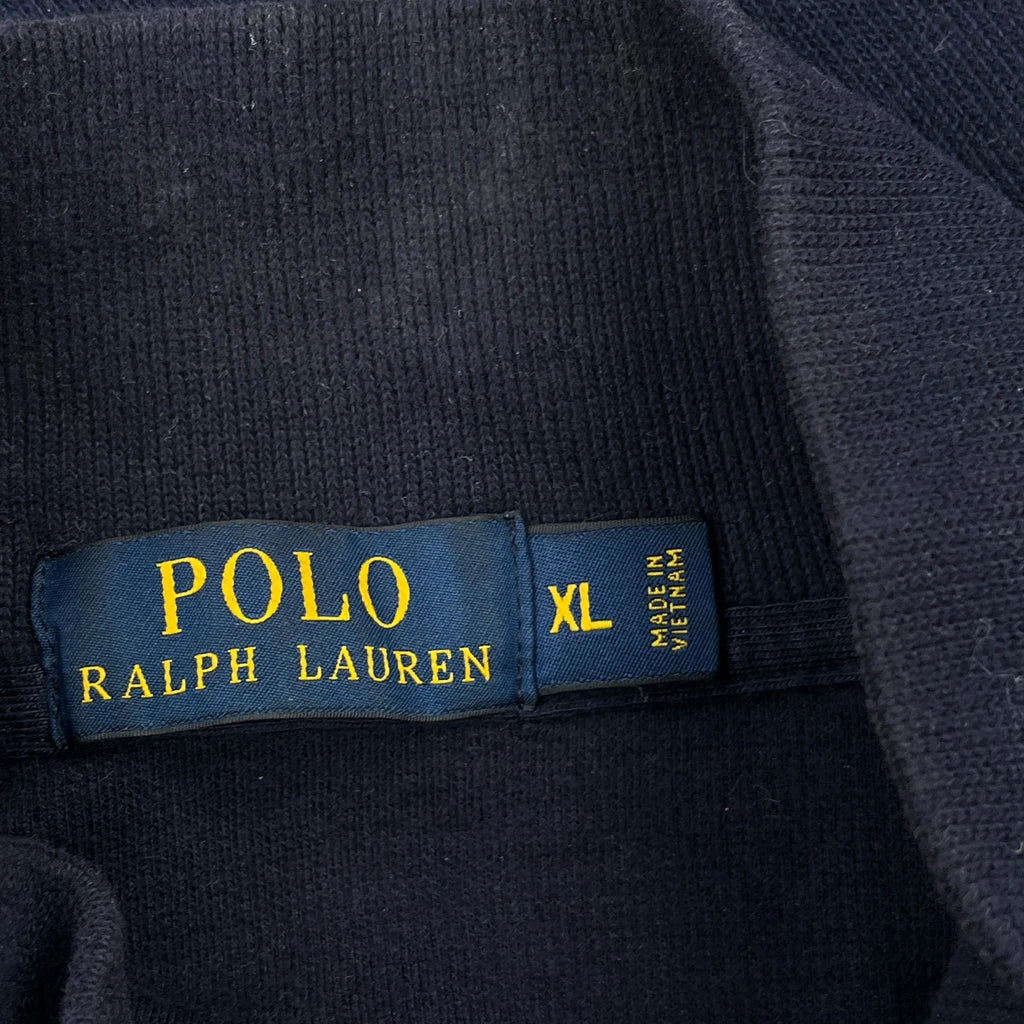 POLO
RALPH LAUREN
XL
MADE IN
VIETNAM